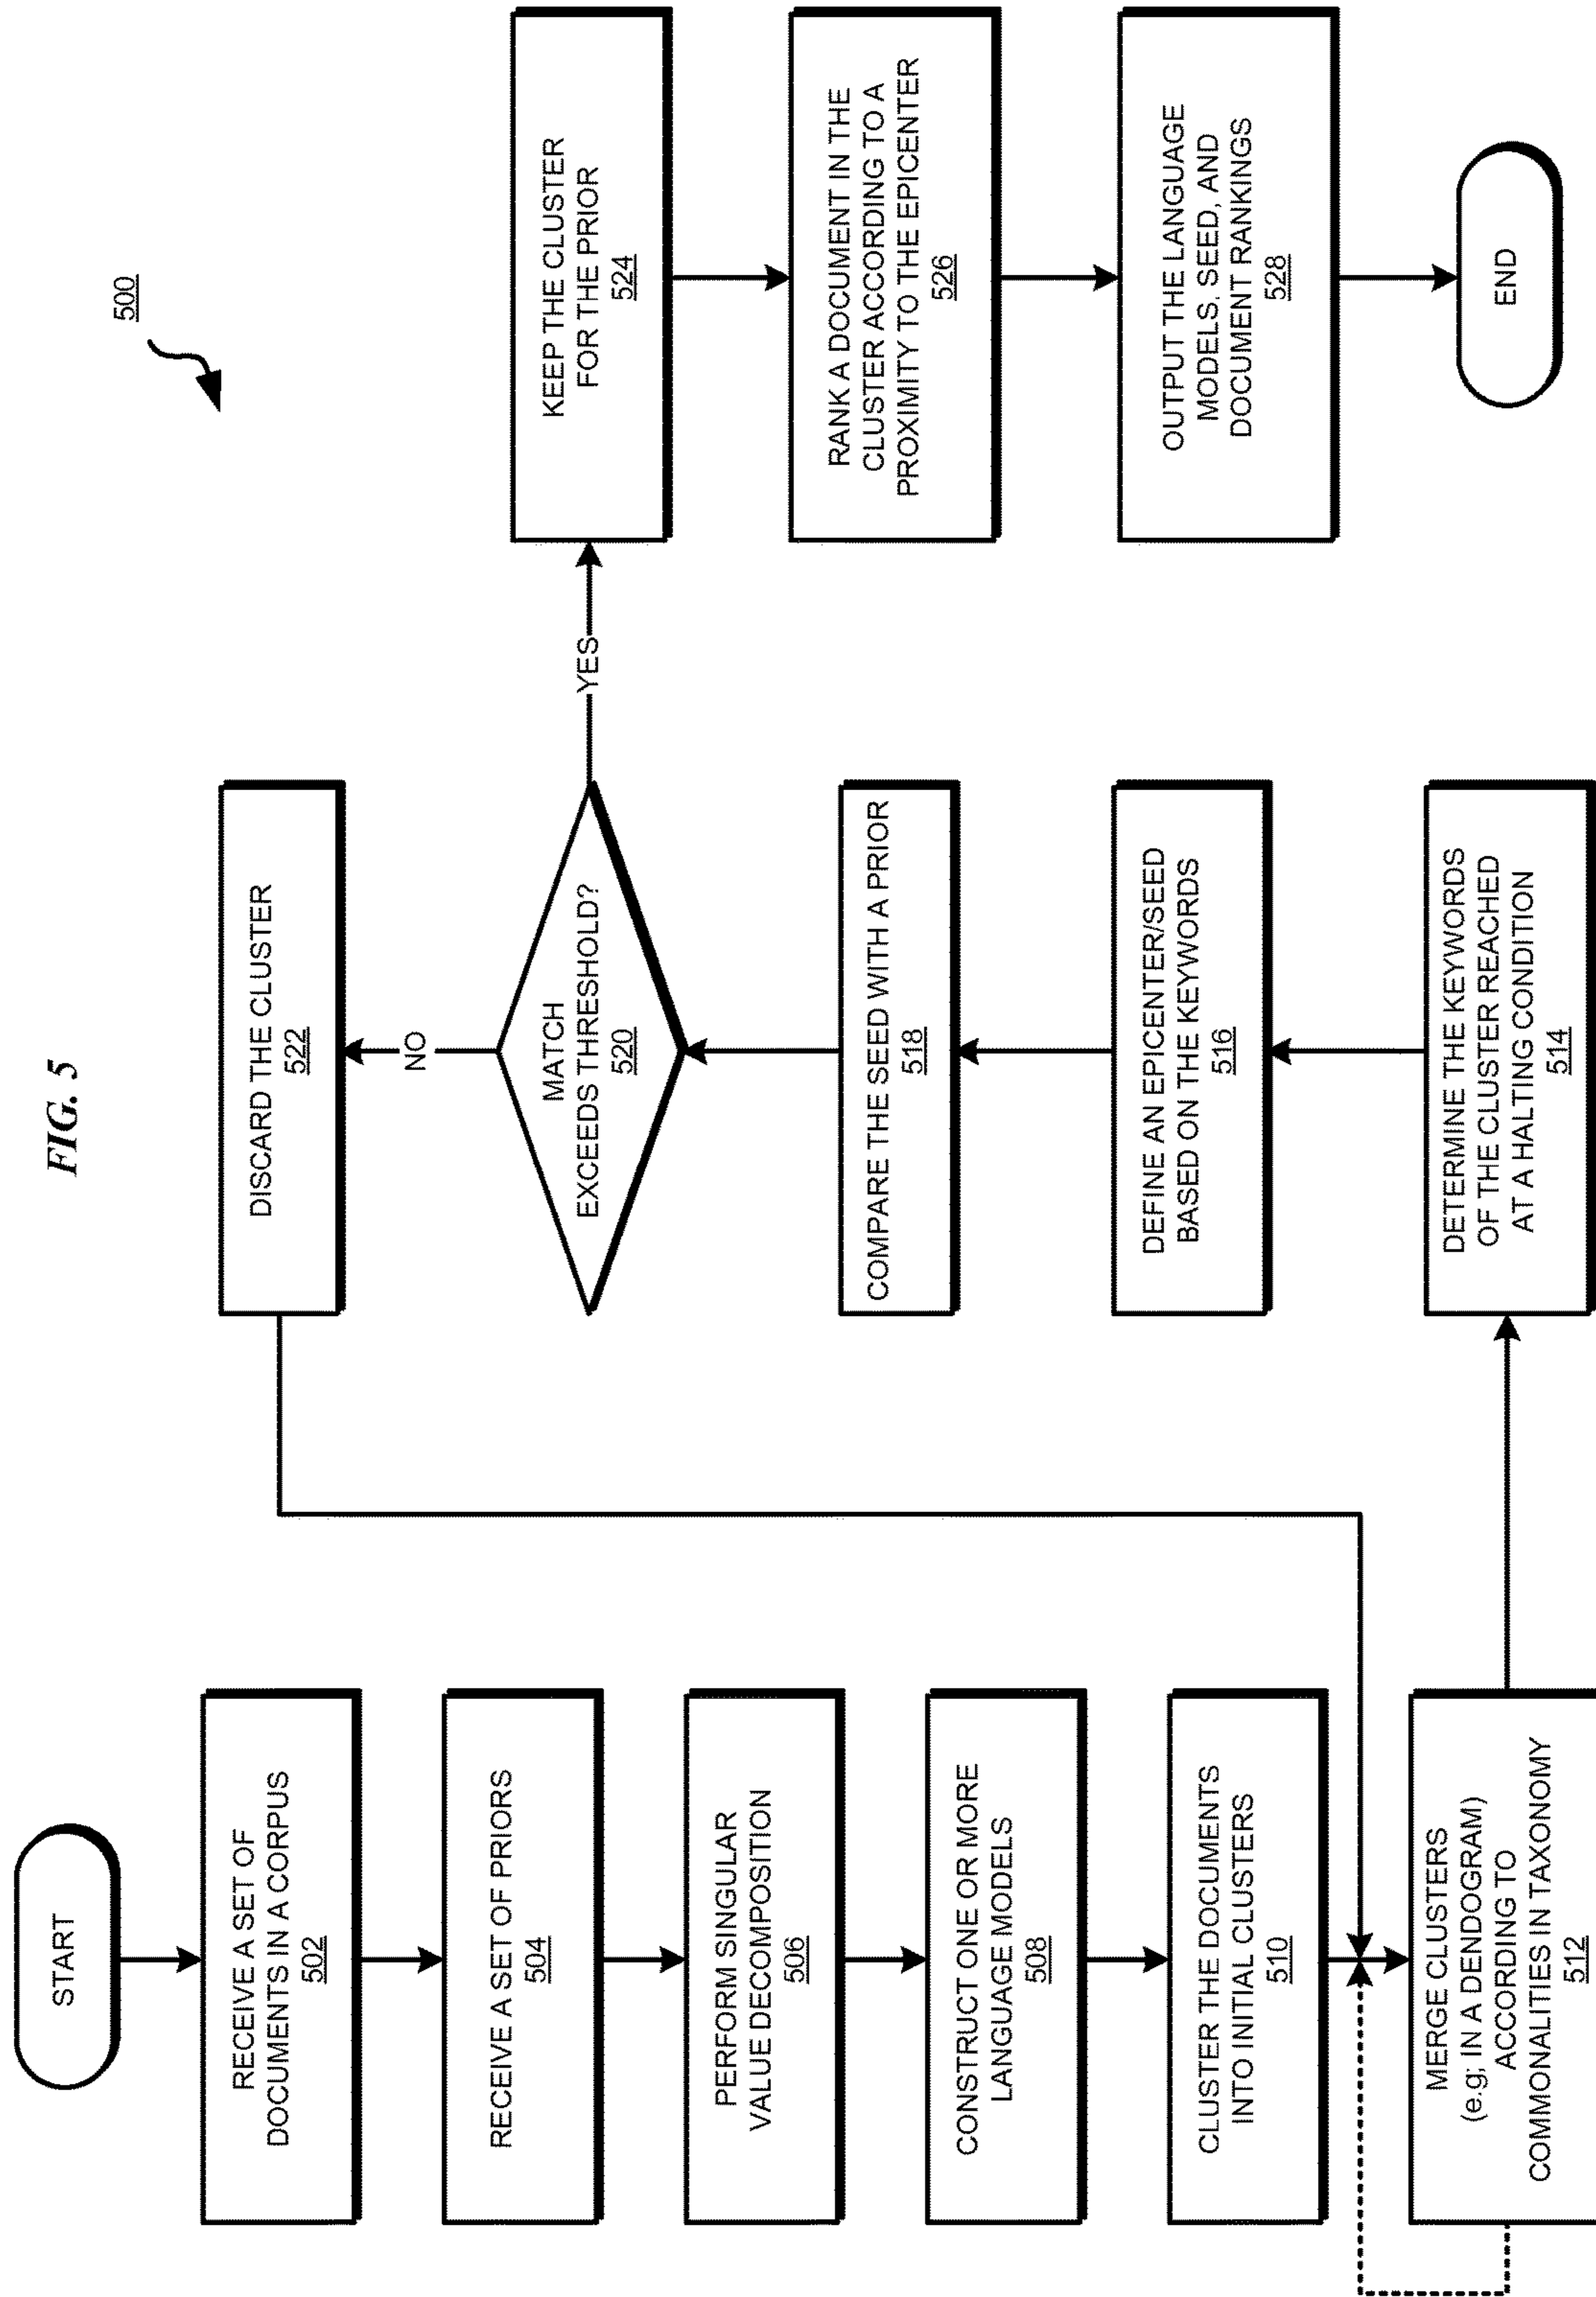 FIG. 5
500
START
RECEIVE A SET OF
DOCUMENTS IN A CORPUS
502
RECEIVE A SET OF PRIORS
504
PERFORM SINGULAR
VALUE DECOMPOSITION
506
CONSTRUCT ONE OR MORE
LANGUAGE MODELS
508
CLUSTER THE DOCUMENTS
INTO INITIAL CLUSTERS
510
MERGE CLUSTERS
(e.g; IN A DENDOGRAM)
ACCORDING TO
COMMONALITIES IN TAXONOMY
512
DISCARD THE CLUSTER
522
NO
MATCH
EXCEEDS THRESHOLD?
520
YES
COMPARE THE SEED WITH A PRIOR
518
DEFINE AN EPICENTER/SEED
BASED ON THE KEYWORDS
516
DETERMINE THE KEYWORDS
OF THE CLUSTER REACHED
AT A HALTING CONDITION
514
KEEP THE CLUSTER
FOR THE PRIOR
524
RANK A DOCUMENT IN THE
CLUSTER ACCORDING TO A
PROXIMITY TO THE EPICENTER
526
OUTPUT THE LANGUAGE
MODELS, SEED, AND
DOCUMENT RANKINGS
528
END